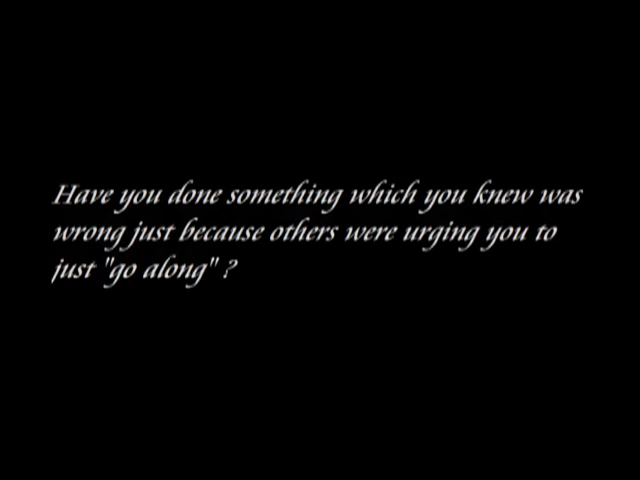 Have you done something which you knew was
wrong just because others were urging you to
just "go along" ?